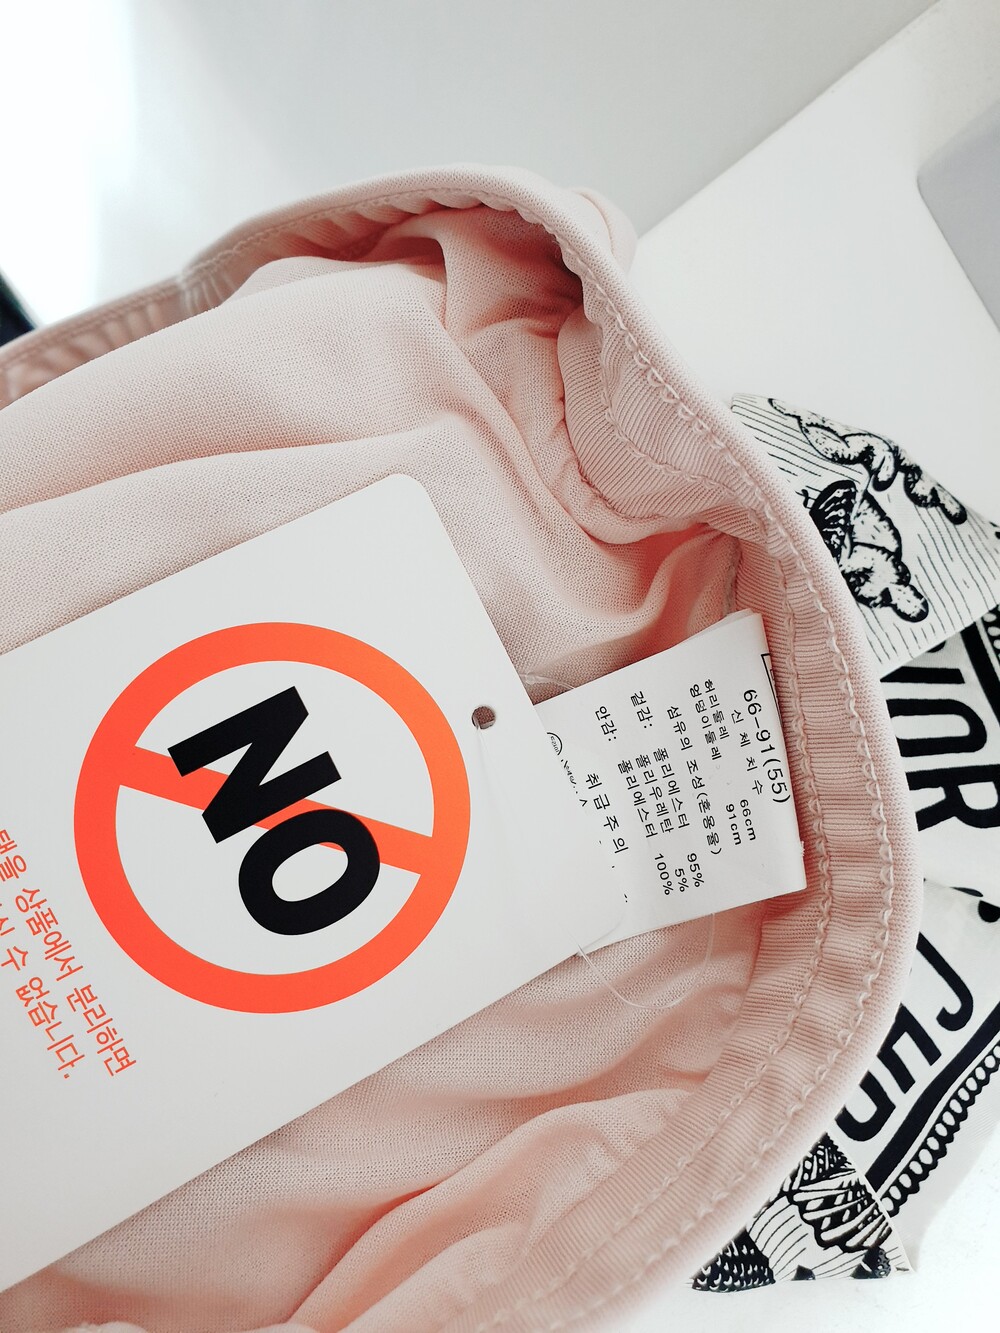 NO
택을 상품에서 분리하면
수 없습니다.
66-91(55)
신 체 치 수
허리둘레 66cm
엉덩이둘레 91cm
섬유의 조성(혼용율)
겉감: 폴리에스터 95%
폴리우레탄 5%
안감: 폴리에스터 100%
취급주의